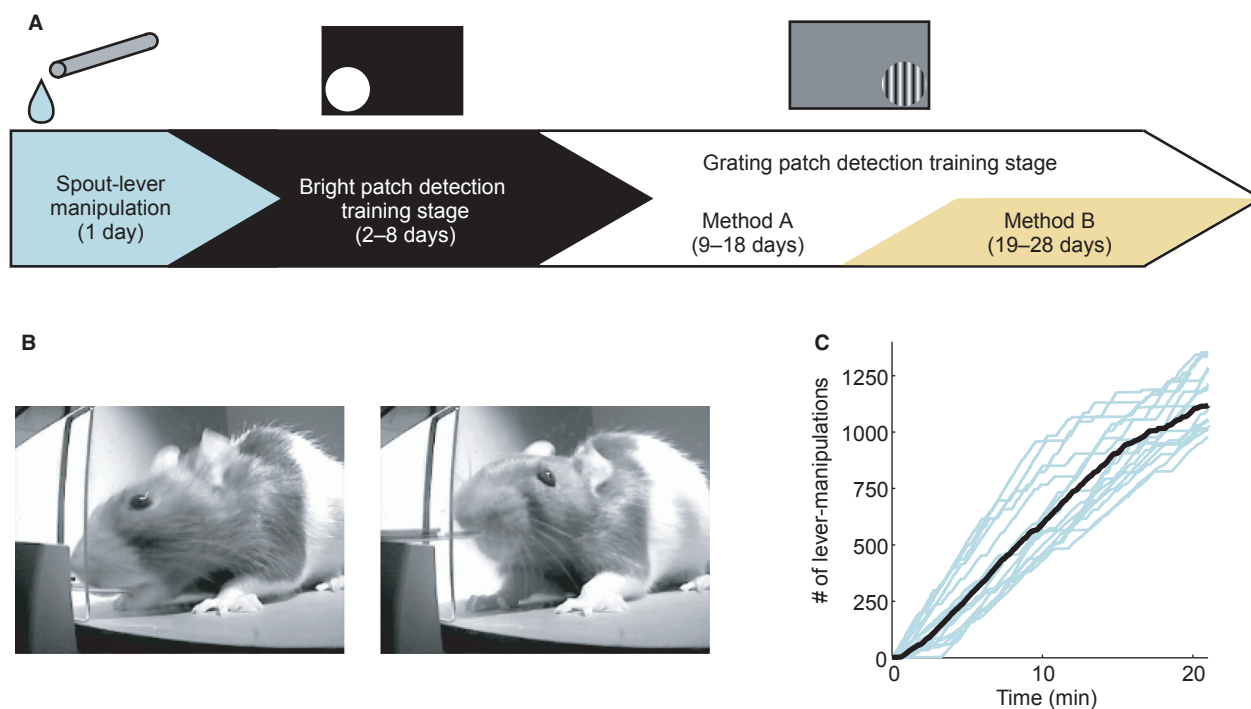 A
Spout-lever
manipulation
(1 day)
Bright patch detection
training stage
(2–8 days)
Grating patch detection training stage
Method A
(9–18 days)
Method B
(19–28 days)
B
C
# of lever-manipulations
1250
1000
750
500
250
0
0 10 20
Time (min)